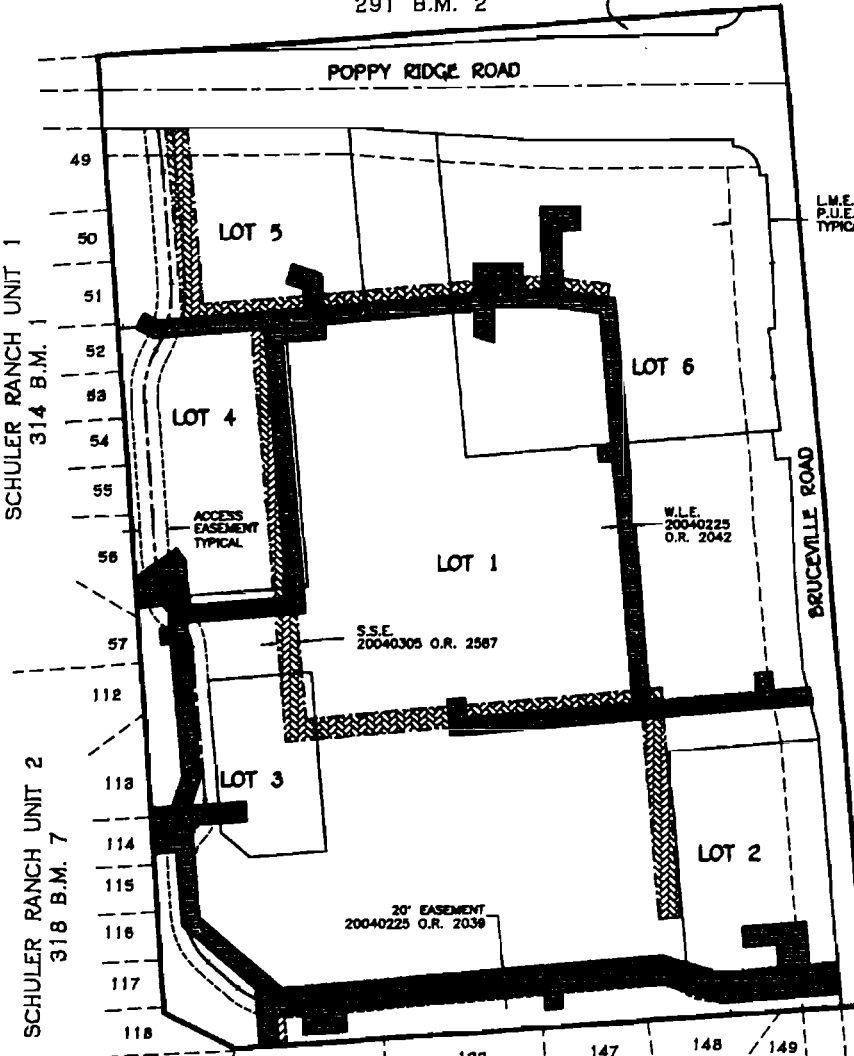 291 B.M. 2
POPPY RIDGE ROAD
49
50
51
52
53
54
55
56
57
112
113
114
115
116
117
118
SCHULER RANCH UNIT 1
314 B.M. 1
SCHULER RANCH UNIT 2
318 B.M. 7
LOT 5
L.M.E.
P.U.E.
TYPICA
LOT 6
LOT 4
ACCESS
EASEMENT
TYPICAL
W.L.E.
20040225
O.R. 2042
BRUCEVILLE ROAD
LOT 1
S.S.E.
20040305 O.R. 2587
LOT 3
LOT 2
20' EASEMENT
20040225 O.R. 2039
147
148
149